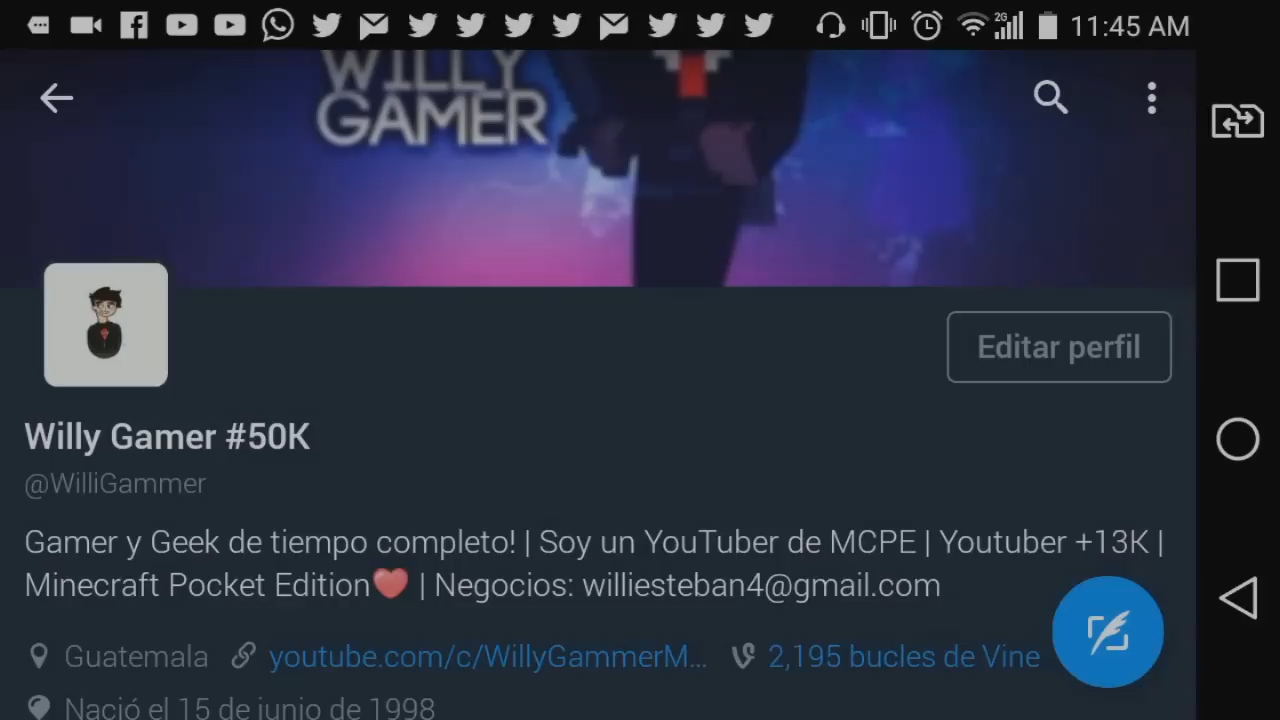 2G 11:45 AM
WILLY
GAMER
Editar perfil
Willy Gamer #50K
@WilliGammer
Gamer y Geek de tiempo completo! | Soy un YouTuber de MCPE | Youtuber +13K |
Minecraft Pocket Edition❤ | Negocios: williesteban4@gmail.com
Guatemala youtube.com/c/WillyGammerM... 2,195 bucles de Vine
Nació el 15 de junio de 1998